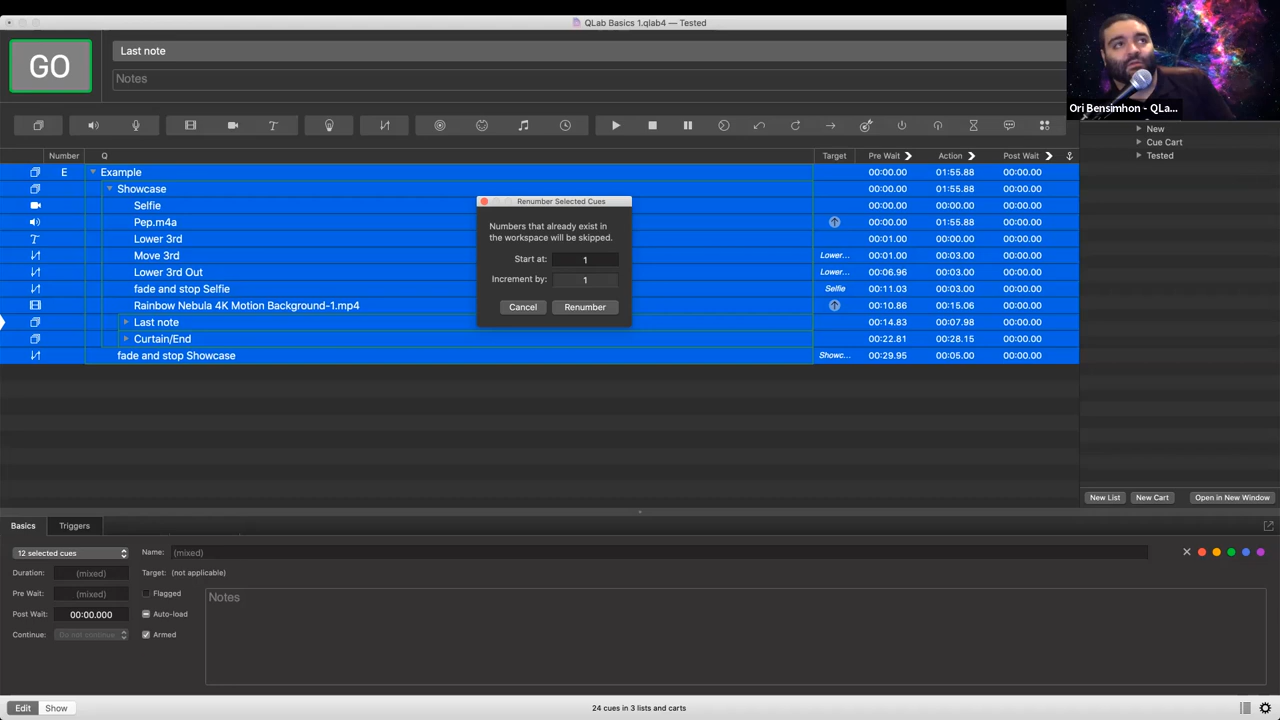 QLab Basics 1.qlab4 — Tested
GO
Last note
Notes
Ori Bensimhon - QLa...
New
Cue Cart
Tested
Number Q Target Pre Wait Action Post Wait
E Example 00:00.00 01:55.88 00:00.00
Showcase 00:00.00 01:55.88 00:00.00
Selfie 00:00.00 00:00.00 00:00.00
Pep.m4a 00:00.00 01:55.88 00:00.00
Lower 3rd 00:01.00 00:00.00 00:00.00
Move 3rd Lower... 00:01.00 00:03.00 00:00.00
Lower 3rd Out Lower... 00:06.96 00:03.00 00:00.00
fade and stop Selfie Selfie 00:11.03 00:03.00 00:00.00
Rainbow Nebula 4K Motion Background-1.mp4 00:10.86 00:15.06 00:00.00
Last note 00:14.83 00:07.98 00:00.00
Curtain/End 00:22.81 00:28.15 00:00.00
fade and stop Showcase Showc... 00:29.95 00:05.00 00:00.00
Renumber Selected Cues
Numbers that already exist in
the workspace will be skipped.
Start at: 1
Increment by: 1
Cancel Renumber
New List New Cart Open in New Window
Basics Triggers
12 selected cues Name: (mixed)
Duration: (mixed) Target: (not applicable)
Pre Wait: (mixed) Flagged Notes
Post Wait: 00:00.000 Auto-load
Continue: Do not continue Armed
Edit Show 24 cues in 3 lists and carts